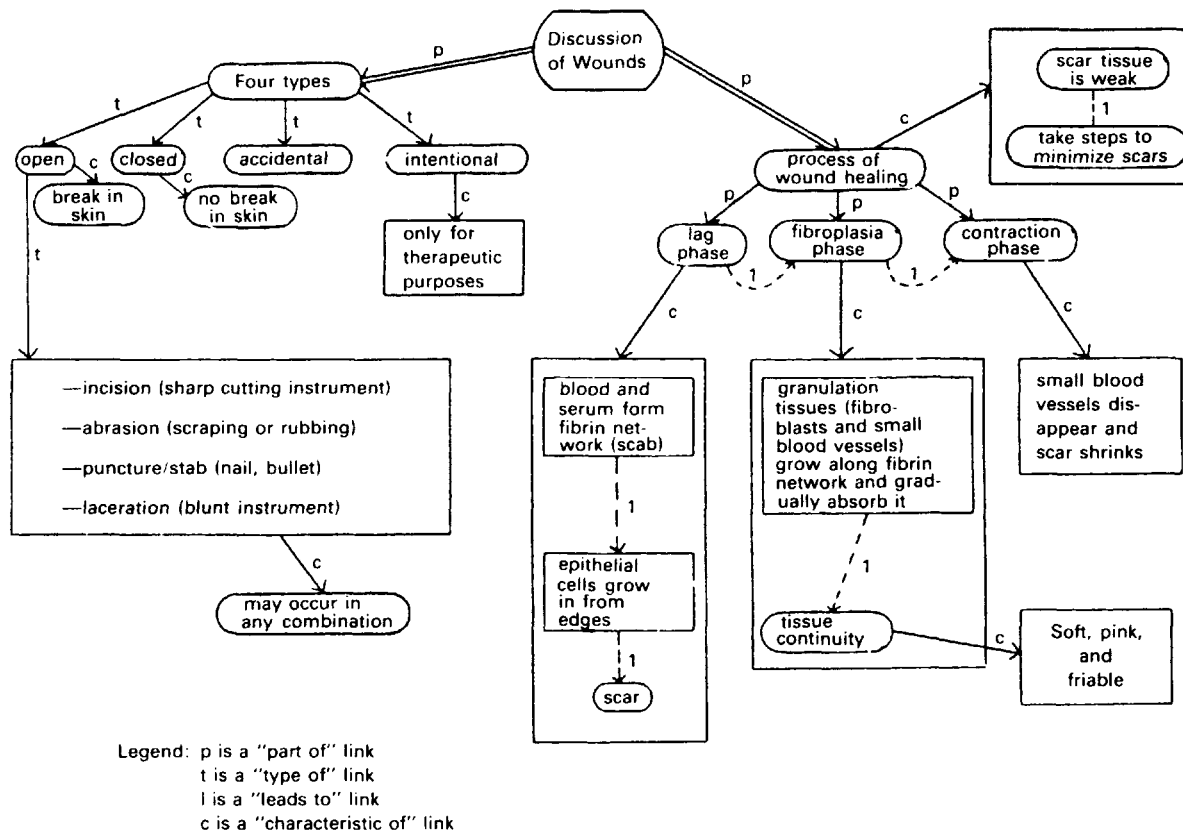 Discussion
of Wounds
p
p
Four types
t
t
t
t
open
closed
accidental
intentional
c
c
c
break in
skin
no break
in skin
only for
therapeutic
purposes
t
—incision (sharp cutting instrument)
—abrasion (scraping or rubbing)
—puncture/stab (nail, bullet)
—laceration (blunt instrument)
c
may occur in
any combination
process of
wound healing
c
scar tissue
is weak
1
take steps to
minimize scars
p
p
p
lag
phase
fibroplasia
phase
contraction
phase
1
1
c
c
c
blood and
serum form
fibrin net-
work (scab)
1
epithelial
cells grow
in from
edges
1
scar
granulation
tissues (fibro-
blasts and small
blood vessels)
grow along fibrin
network and grad-
ually absorb it
1
tissue
continuity
c
Soft, pink,
and
friable
small blood
vessels dis-
appear and
scar shrinks
Legend: p is a "part of" link
t is a "type of" link
l is a "leads to" link
c is a "characteristic of" link